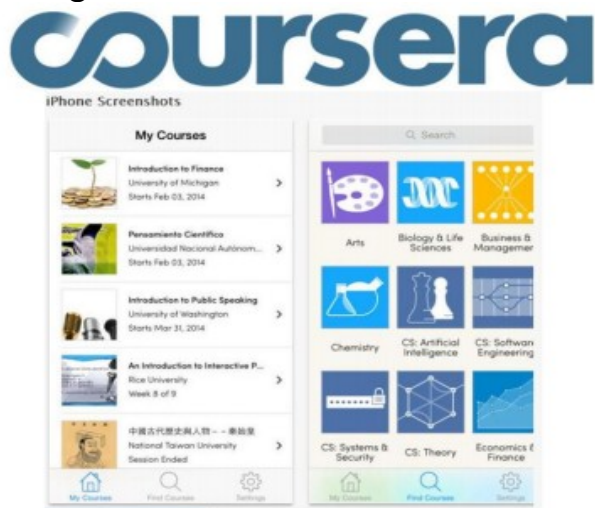 coursera
iPhone Screenshots
My Courses
Introduction to Finance
University of Michigan
Starts Feb 03, 2014
Pensamiento Científico
Universidad Nacional Autónom...
Starts Feb 03, 2014
Introduction to Public Speaking
University of Washington
Starts Mar 31, 2014
An Introduction to Interactive P...
Rice University
Week 8 of 9
中國古代歷史與人物－－秦始皇
National Taiwan University
Session Ended
My Courses
Find Courses
Settings
Search
Arts
Biology & Life
Sciences
Business &
Managemen
Chemistry
CS: Artificial
Intelligence
CS: Softwar
Engineering
CS: Systems &
Security
CS: Theory
Economics &
Finance
My Courses
Find Courses
Settings